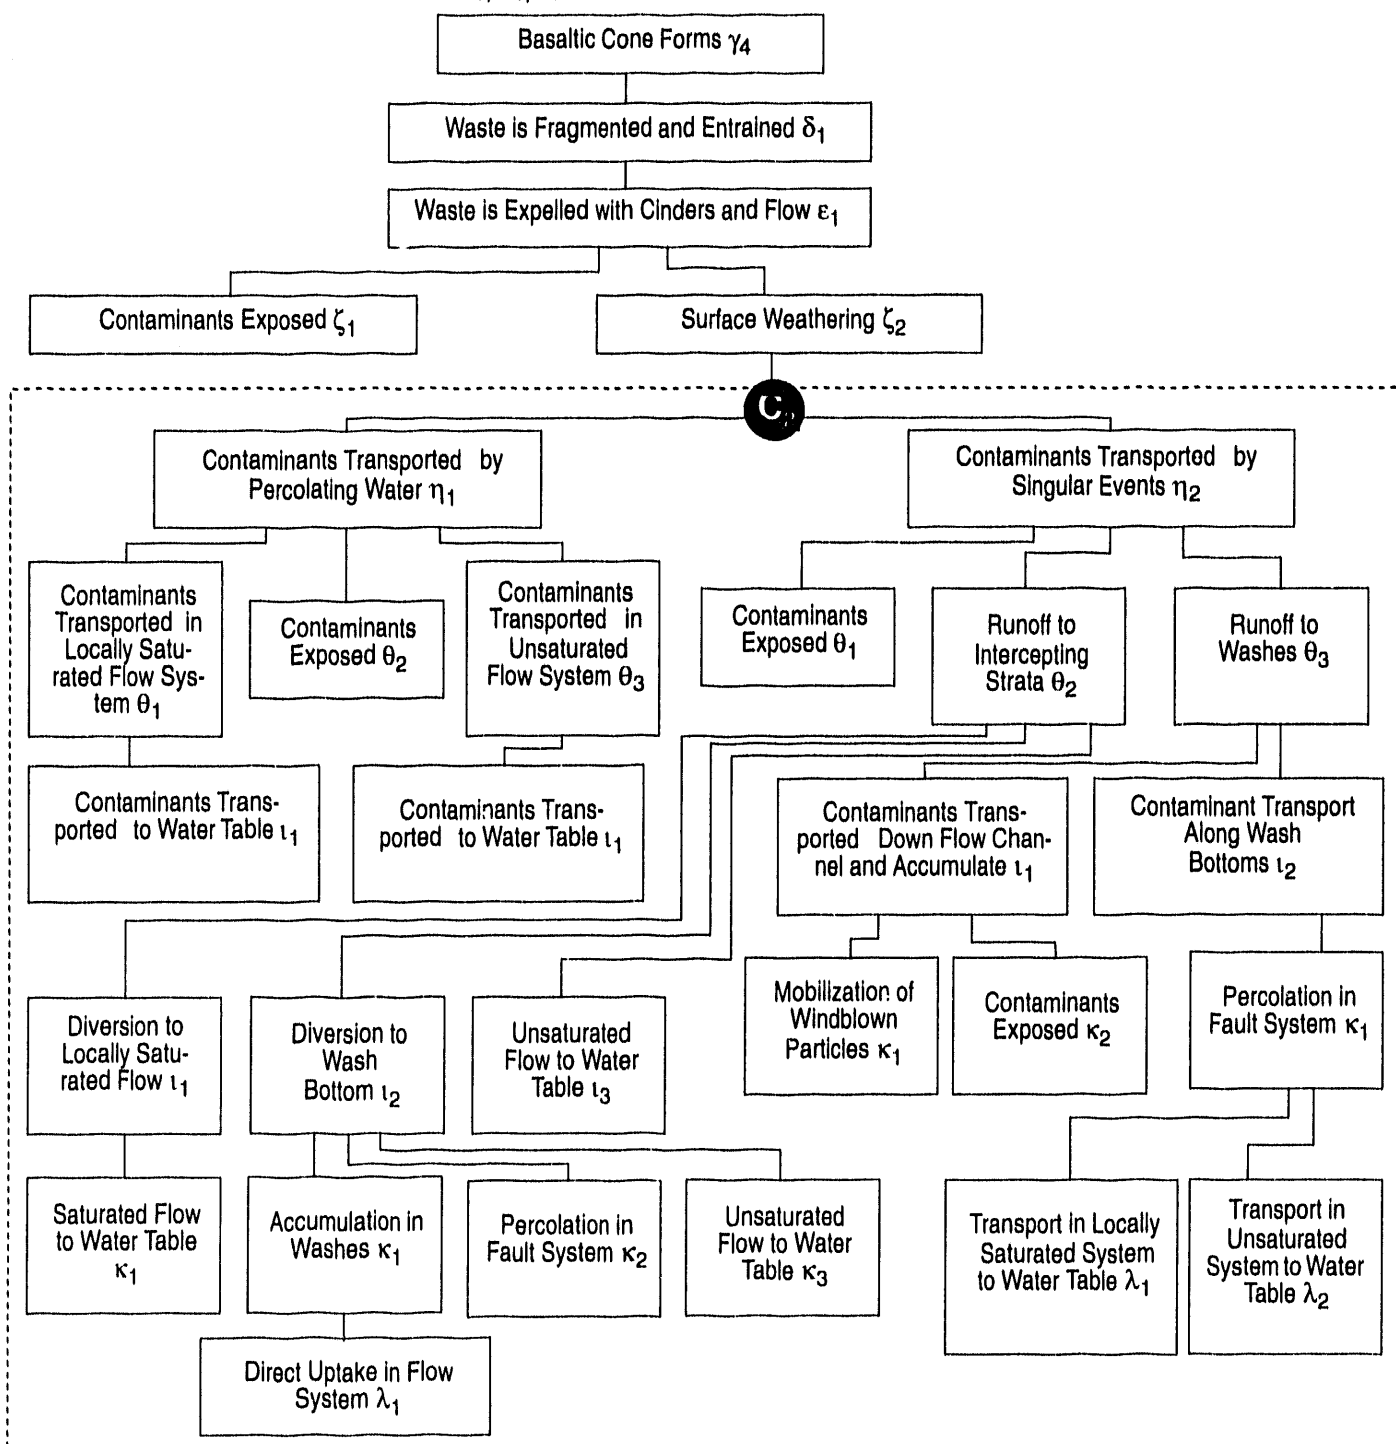 Basaltic Cone Forms γ4
Waste is Fragmented and Entrained δ1
Waste is Expelled with Cinders and Flow ε1
Contaminants Exposed ζ1
Surface Weathering ζ2
C
Contaminants Transported by
Percolating Water η1
Contaminants Transported by
Singular Events η2
Contaminants
Transported in
Locally Satu-
rated Flow Sys-
tem θ1
Contaminants
Exposed θ2
Contaminants
Transported in
Unsaturated
Flow System θ3
Contaminants
Exposed θ1
Runoff to
Intercepting
Strata θ2
Runoff to
Washes θ3
Contaminants Trans-
ported to Water Table ι1
Contaminants Trans-
ported to Water Table ι1
Contaminants Trans-
ported Down Flow Chan-
nel and Accumulate ι1
Contaminant Transport
Along Wash
Bottoms ι2
Diversion to
Locally Satu-
rated Flow ι1
Diversion to
Wash
Bottom ι2
Unsaturated
Flow to Water
Table ι3
Mobilization of
Windblown
Particles κ1
Contaminants
Exposed κ2
Percolation in
Fault System κ1
Saturated Flow
to Water Table
κ1
Accumulation in
Washes κ1
Percolation in
Fault System κ2
Unsaturated
Flow to Water
Table κ3
Transport in Locally
Saturated System
to Water Table λ1
Transport in
Unsaturated
System to Water
Table λ2
Direct Uptake in Flow
System λ1